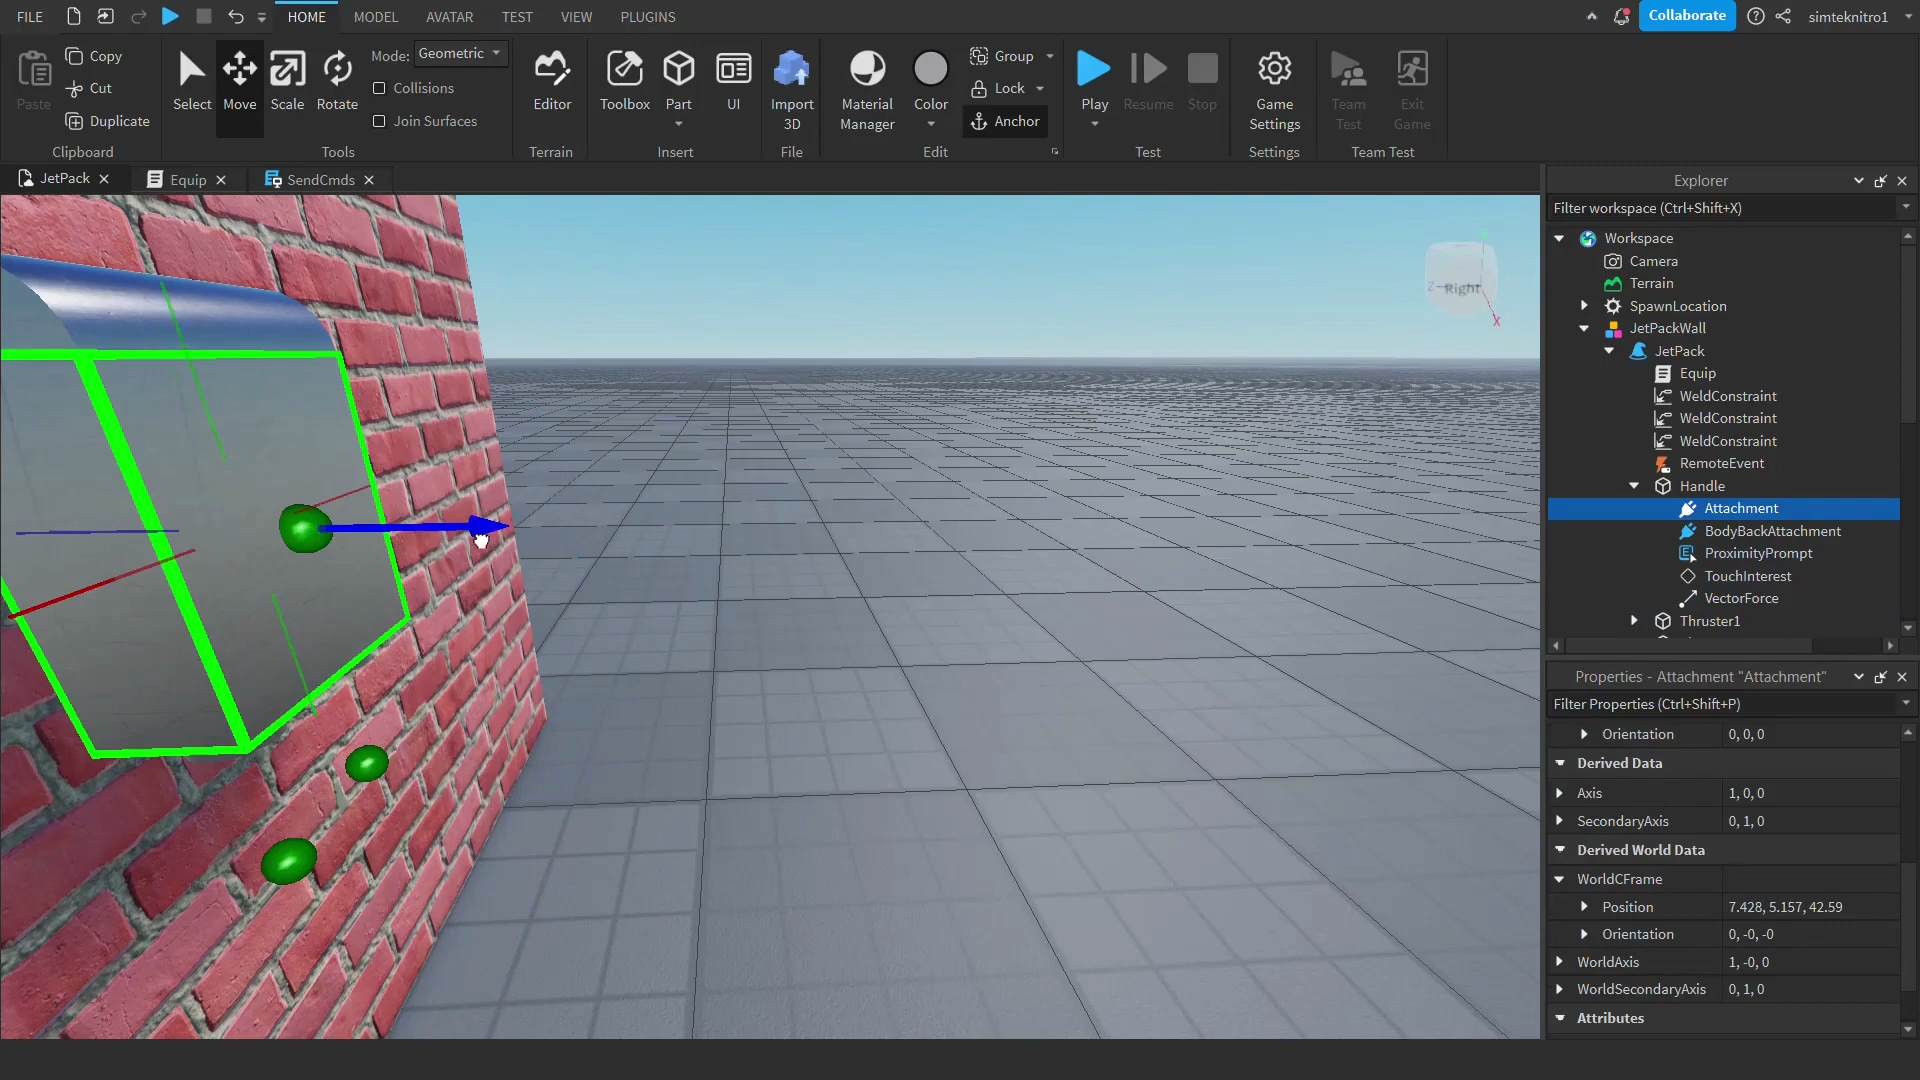 FILE HOME MODEL AVATAR TEST VIEW PLUGINS Collaborate simteknitro1
Paste Copy Cut Duplicate Clipboard
Select Move Scale Rotate Mode: Geometric Collisions Join Surfaces Tools
Editor Terrain
Toolbox Part UI Insert
Import 3D File
Material Manager Color Group Lock Anchor Edit
Play Resume Stop Test
Game Settings Settings
Team Test Exit Game Team Test
JetPack Equip SendCmds
Right
Z
X
Explorer
Filter workspace (Ctrl+Shift+X)
Workspace
Camera
Terrain
SpawnLocation
JetPackWall
JetPack
Equip
WeldConstraint
WeldConstraint
WeldConstraint
RemoteEvent
Handle
Attachment
BodyBackAttachment
ProximityPrompt
TouchInterest
VectorForce
Thruster1
Properties - Attachment "Attachment"
Filter Properties (Ctrl+Shift+P)
Orientation 0, 0, 0
Derived Data
Axis 1, 0, 0
SecondaryAxis 0, 1, 0
Derived World Data
WorldCFrame
Position 7.428, 5.157, 42.59
Orientation 0, -0, -0
WorldAxis 1, -0, 0
WorldSecondaryAxis 0, 1, 0
Attributes